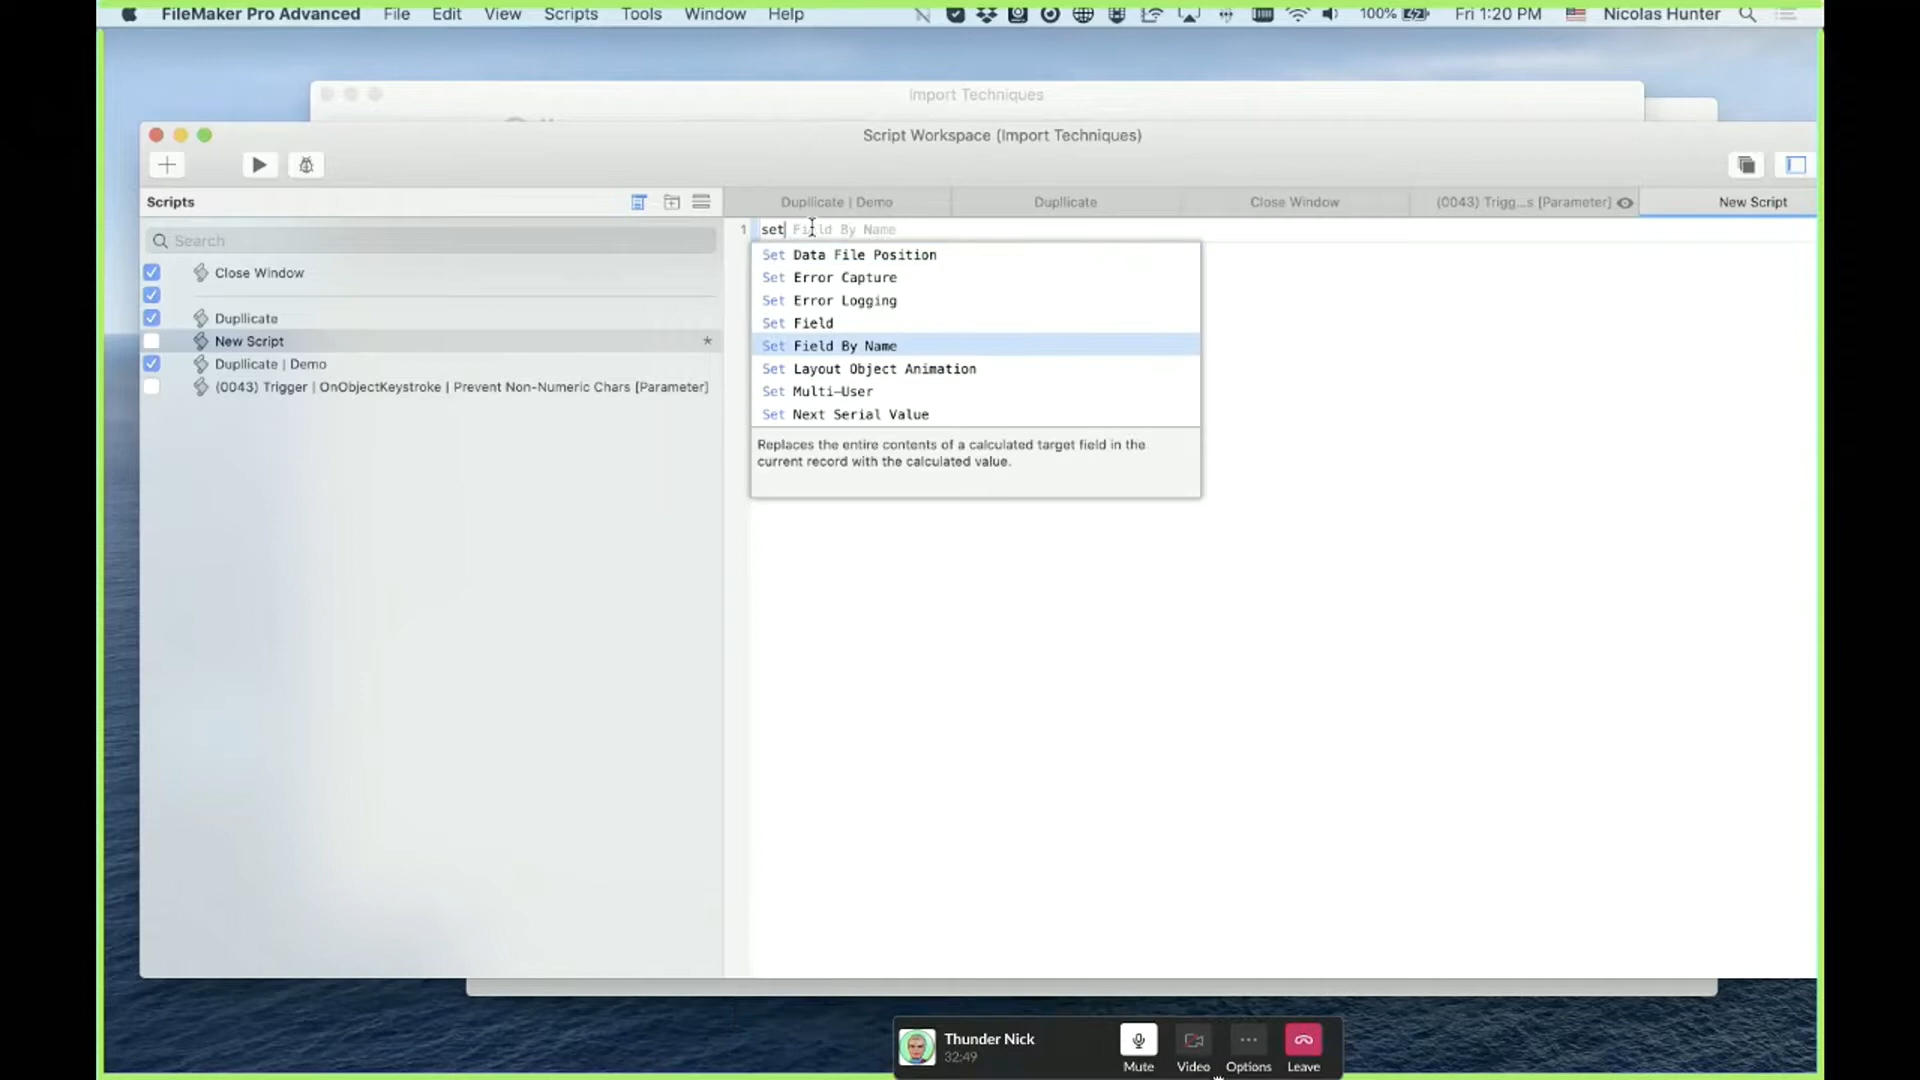 FileMaker Pro Advanced File Edit View Scripts Tools Window Help 100% Fri 1:20 PM Nicolas Hunter
Import Techniques
Script Workspace (Import Techniques)
Scripts
Duplicate | Demo
Duplicate
Close Window
(0043) Trigg...s [Parameter]
New Script
Search
Close Window
Duplicate
New Script *
Duplicate | Demo
(0043) Trigger | OnObjectKeystroke | Prevent Non-Numeric Chars [Parameter]
1 set Field By Name
Set Data File Position
Set Error Capture
Set Error Logging
Set Field
Set Field By Name
Set Layout Object Animation
Set Multi-User
Set Next Serial Value
Replaces the entire contents of a calculated target field in the
current record with the calculated value.
Thunder Nick
32:49
Mute Video Options Leave